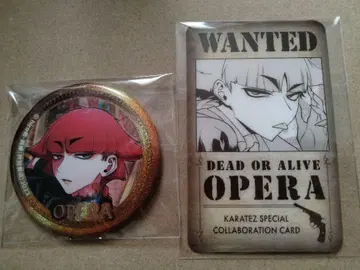 OPERA
WANTED
DEAD OR ALIVE
OPERA
KARATEZ SPECIAL
COLLABORATION CARD